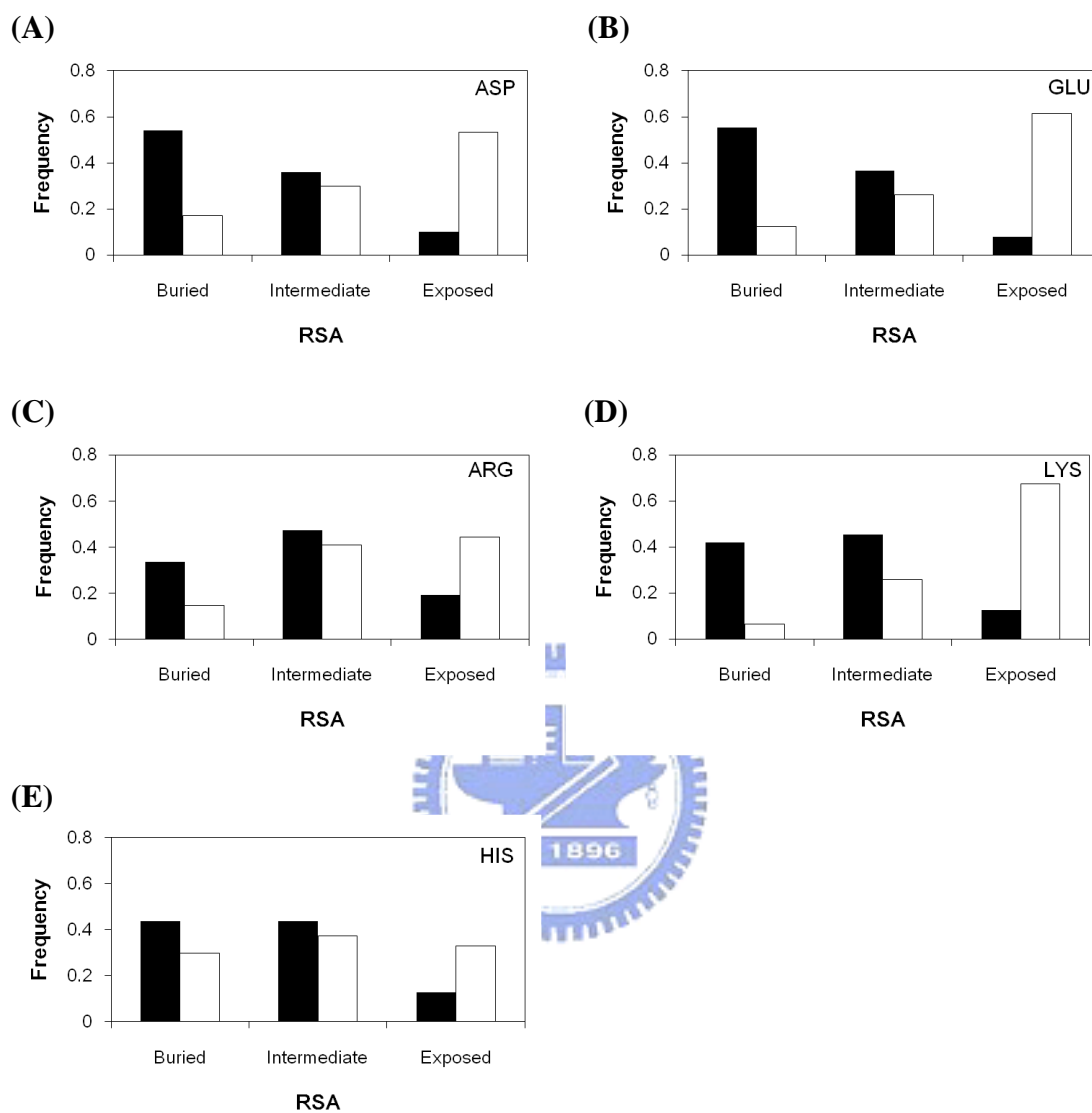 (A)
0.8
0.6
0.4
0.2
0
Frequency
ASP
Buried Intermediate Exposed
RSA
(B)
0.8
0.6
0.4
0.2
0
Frequency
GLU
Buried Intermediate Exposed
RSA
(C)
0.8
0.6
0.4
0.2
0
Frequency
ARG
Buried Intermediate Exposed
RSA
(D)
0.8
0.6
0.4
0.2
0
Frequency
LYS
Buried Intermediate Exposed
RSA
(E)
0.8
0.6
0.4
0.2
0
Frequency
HIS
Buried Intermediate Exposed
RSA
1896